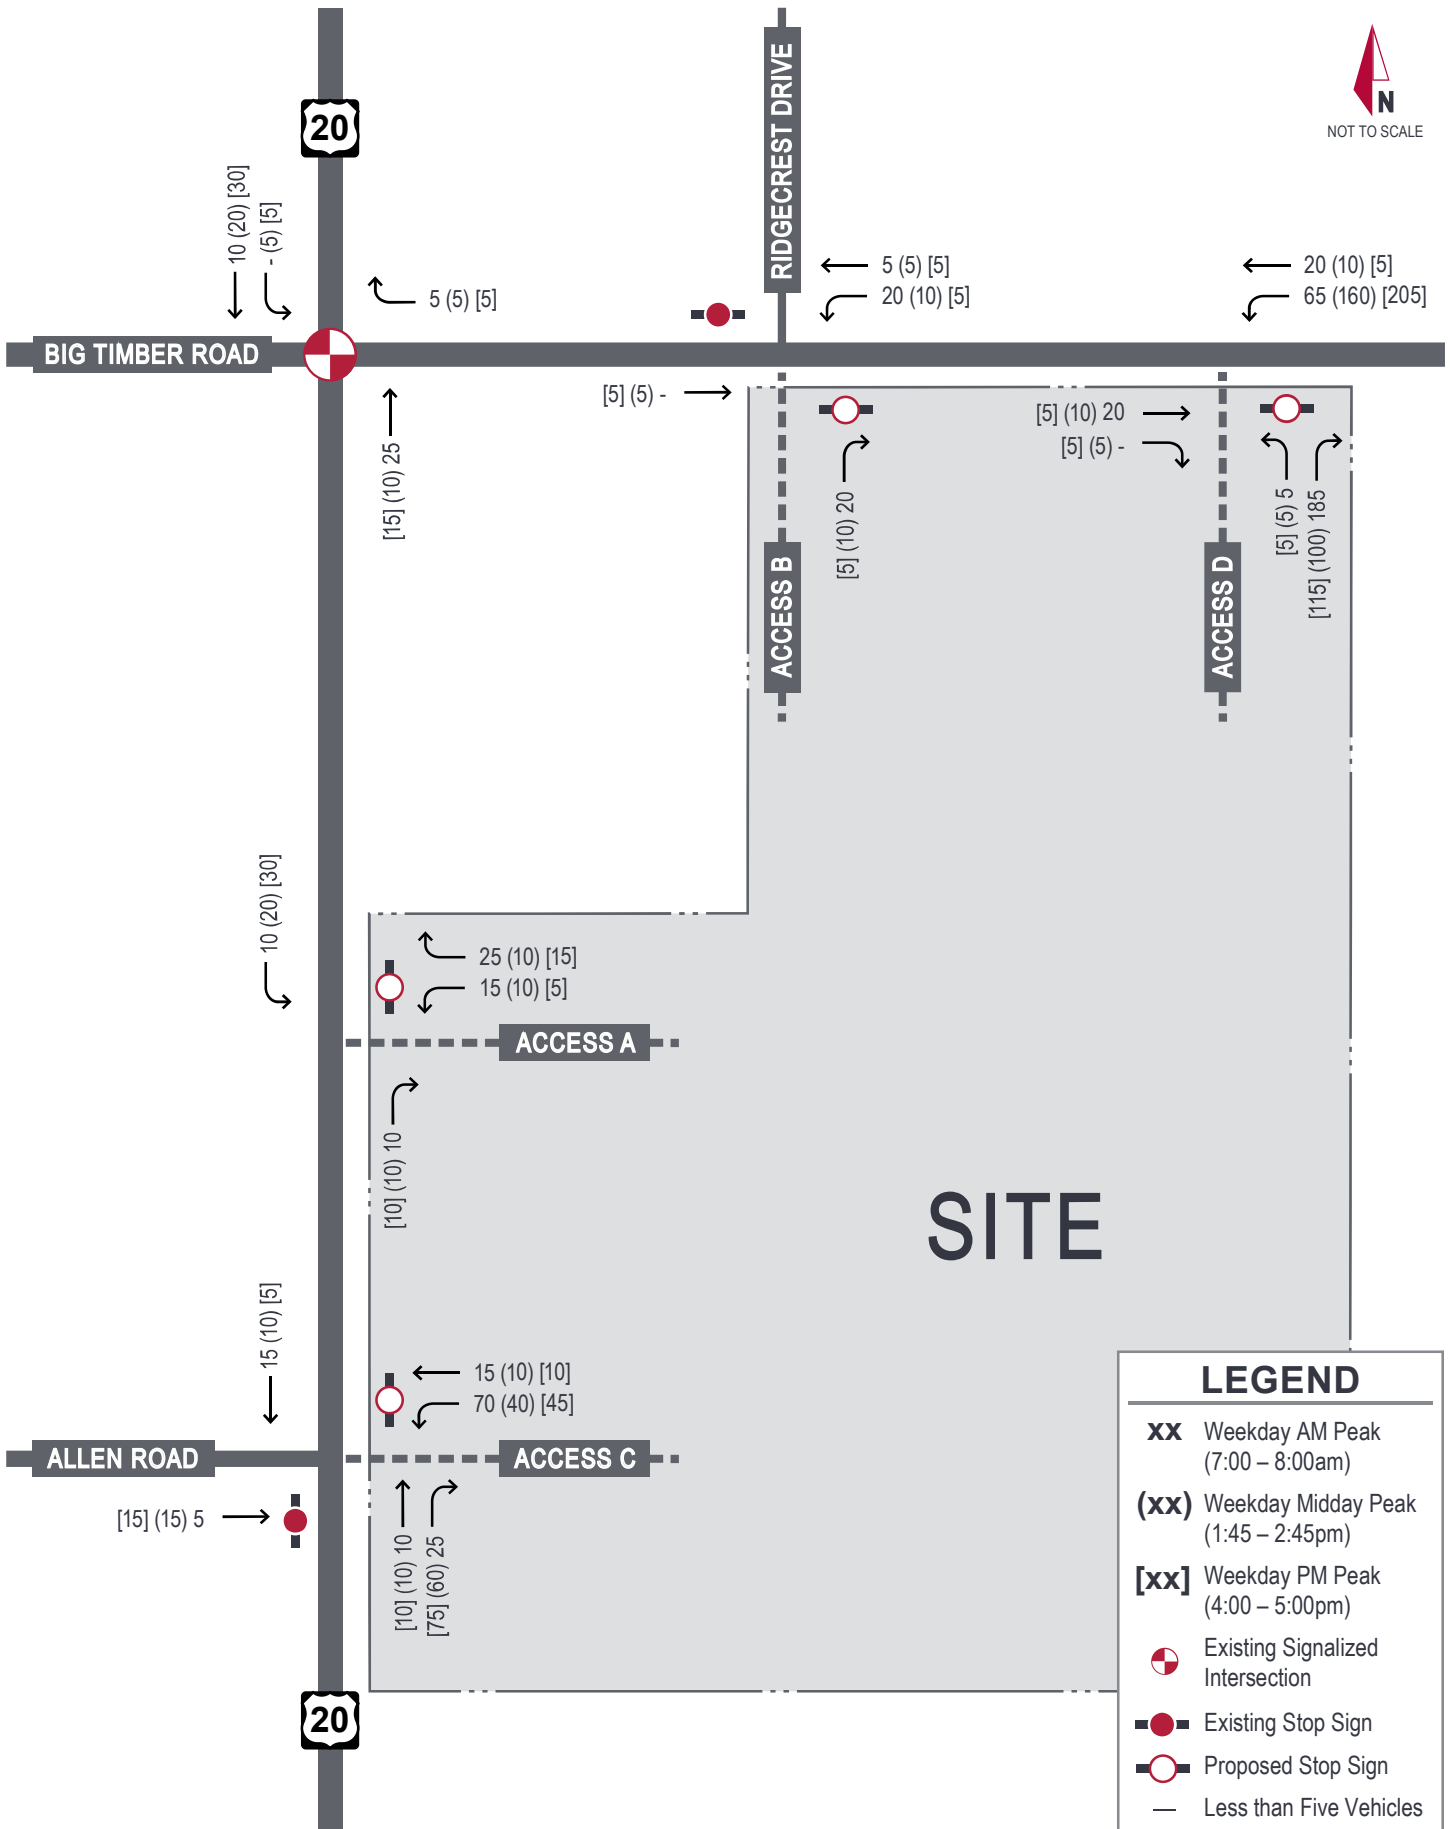 20
RIDGECREST DRIVE
N
NOT TO SCALE
10 (20) [30]
- (5) [5]
5 (5) [5]
5 (5) [5]
20 (10) [5]
20 (10) [5]
65 (160) [205]
BIG TIMBER ROAD
[15] (10) 25
[5] (5) -
[5] (10) 20
ACCESS B
[5] (10) 20
[5] (5) -
ACCESS D
[5] (5) 5
[115] (100) 185
10 (20) [30]
25 (10) [15]
15 (10) [5]
ACCESS A
[10] (10) 10
SITE
15 (10) [5]
15 (10) [10]
70 (40) [45]
ALLEN ROAD
ACCESS C
[15] (15) 5
[10] (10) 10
[75] (60) 25
20
LEGEND
xx Weekday AM Peak
(7:00 – 8:00am)
(xx) Weekday Midday Peak
(1:45 – 2:45pm)
[xx] Weekday PM Peak
(4:00 – 5:00pm)
Existing Signalized
Intersection
Existing Stop Sign
Proposed Stop Sign
— Less than Five Vehicles